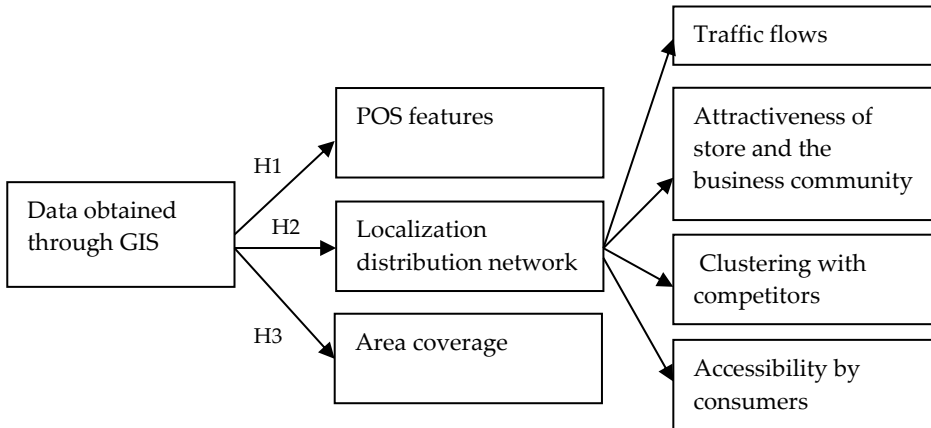 Data obtained
through GIS
H1
H2
H3
POS features
Localization
distribution network
Area coverage
Traffic flows
Attractiveness of
store and the
business community
Clustering with
competitors
Accessibility by
consumers